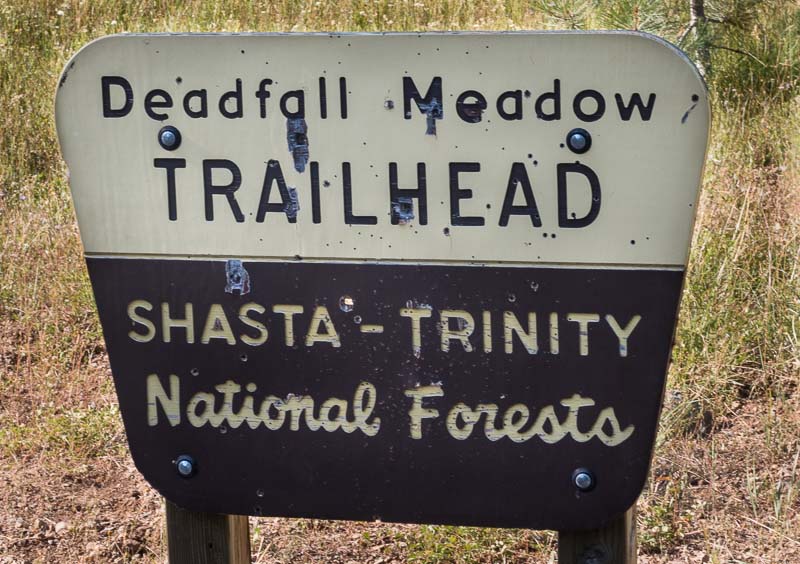 Deadfall Meadow
TRAILHEAD
SHASTA - TRINITY
National Forests